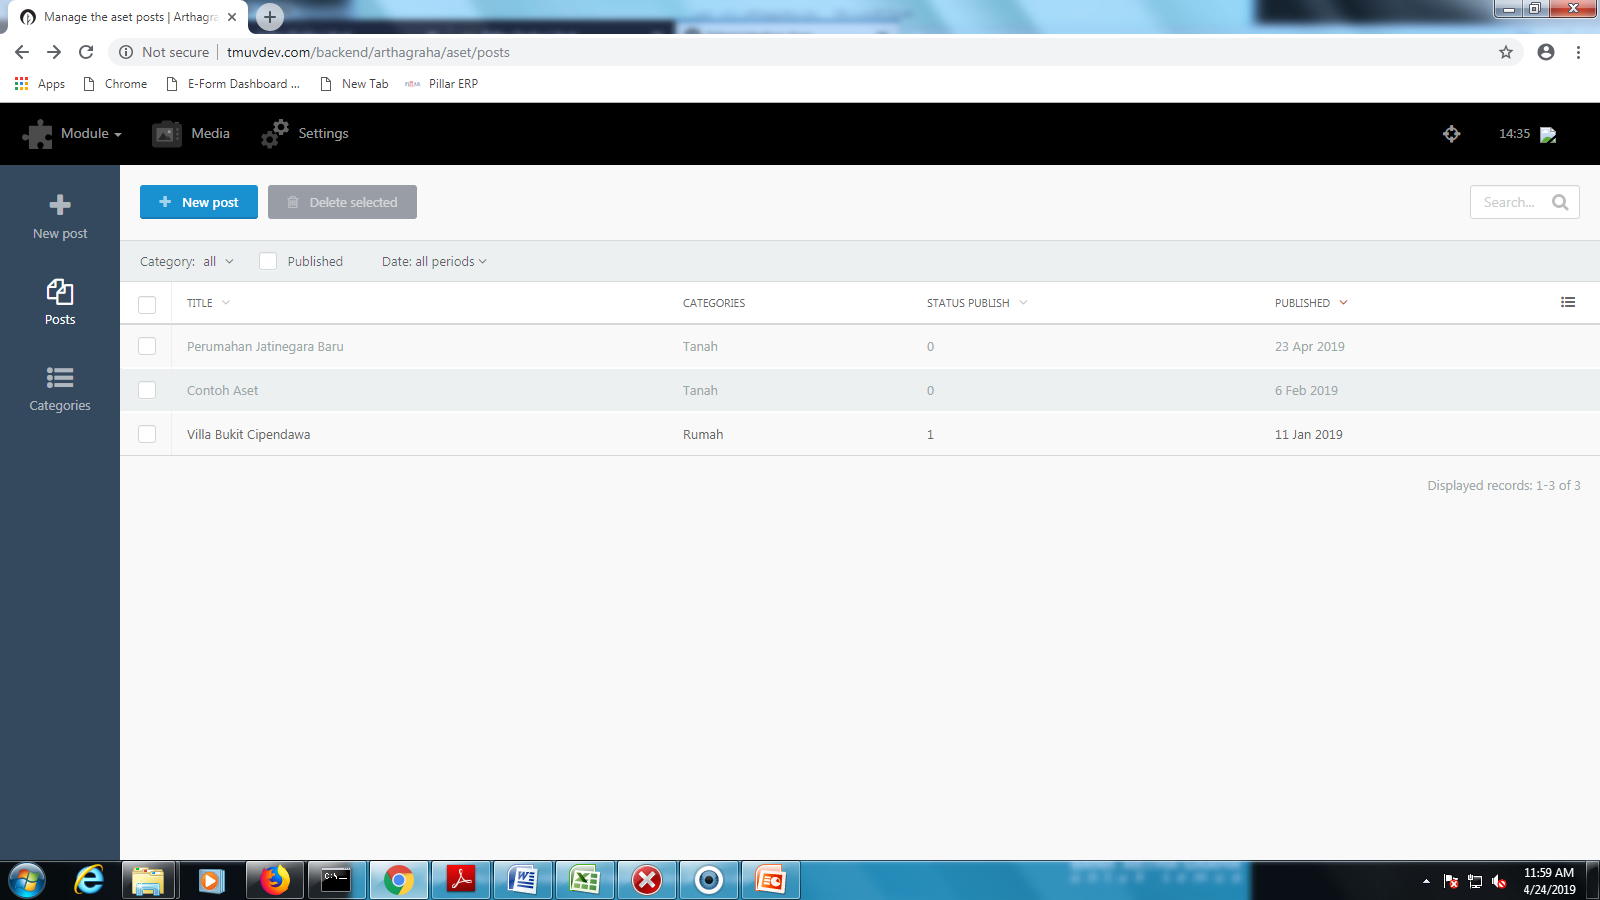 Manage the aset posts | Arthagra
Not secure
tmuvdev.com/backend/arthagraha/aset/posts
Apps
Chrome
E-Form Dashboard ...
New Tab
Pillar ERP
Module
Media
Settings
14:35
New post
Posts
Categories
New post
Delete selected
Search...
Category: all
Published
Date: all periods
TITLE
CATEGORIES
STATUS PUBLISH
PUBLISHED
Perumahan Jatinegara Baru
Tanah
0
23 Apr 2019
Contoh Aset
Tanah
0
6 Feb 2019
Villa Bukit Cipendawa
Rumah
1
11 Jan 2019
Displayed records: 1-3 of 3
C:\_
11:59 AM
4/24/2019